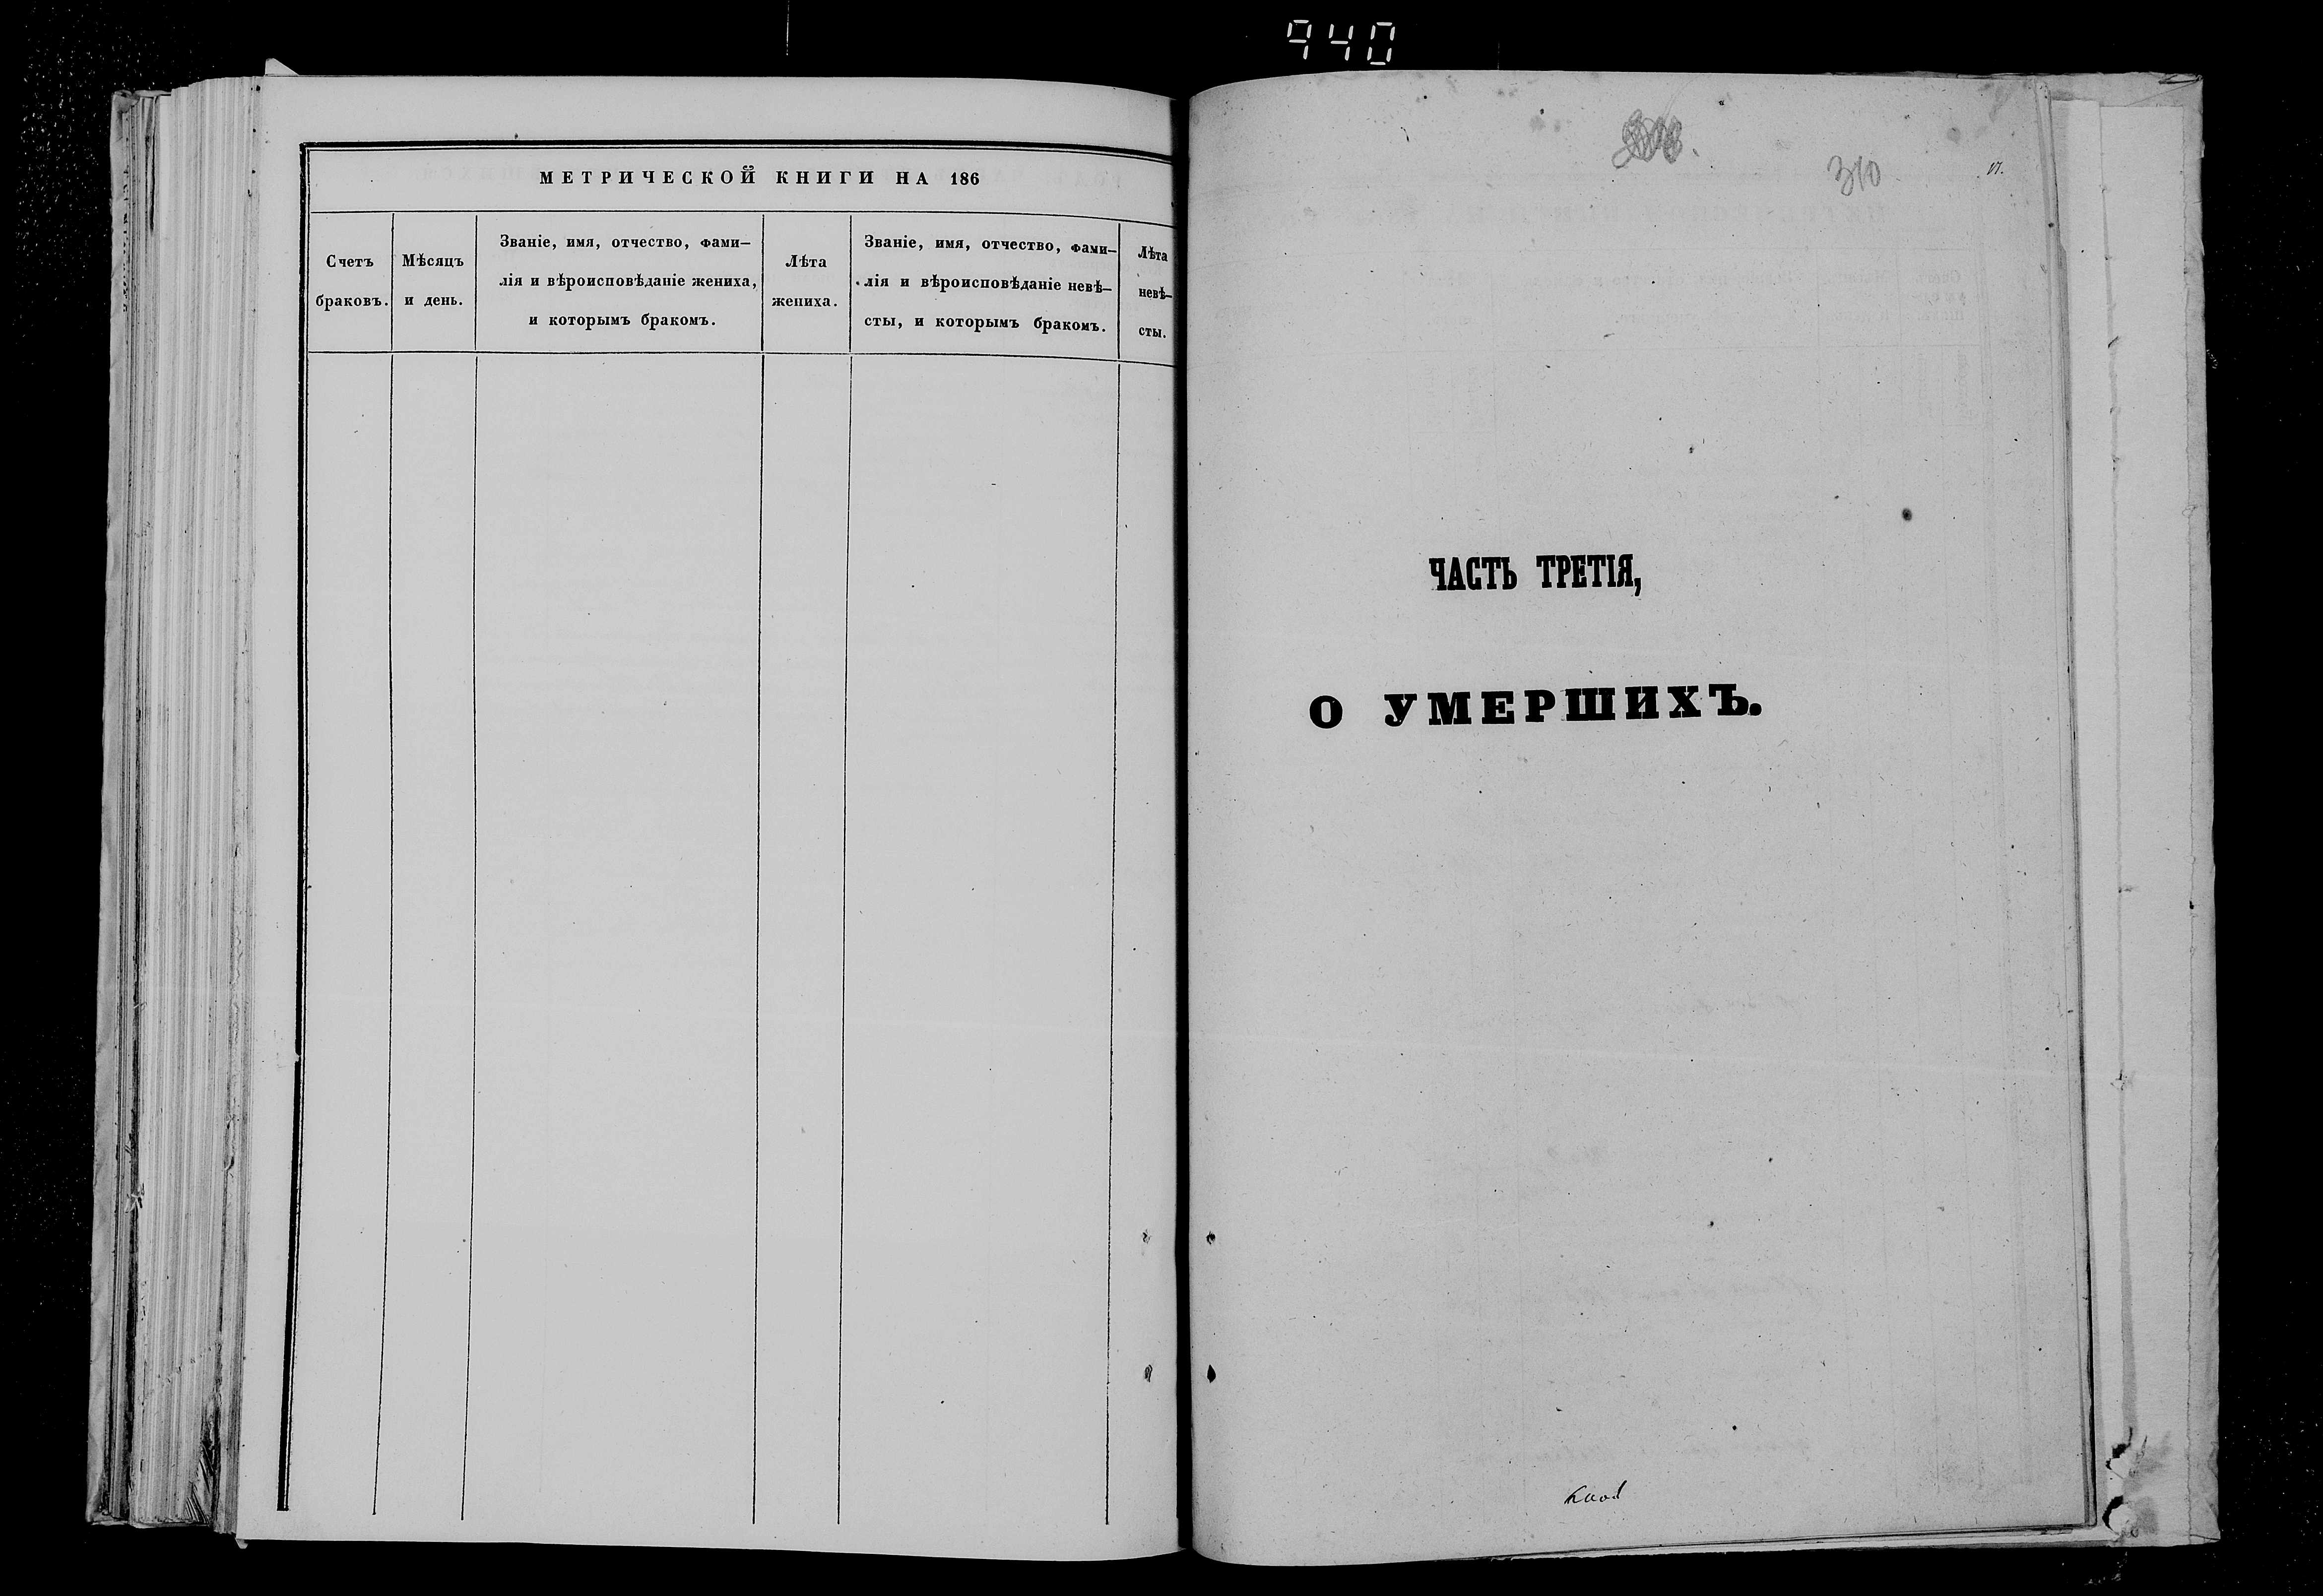 940
МЕТРИЧЕСКОЙ КНИГИ НА 186
Счетъ
браковъ.
Мѣсяцъ
и день.
Званіе, имя, отчество, фами–
лія и вѣроисповѣданіе жениха,
и которымъ бракомъ.
Лѣта
жениха.
Званіе, имя, отчество, фами–
лія и вѣроисповѣданіе невѣ–
сты, и которымъ бракомъ.
Лѣта
невѣ–
сты.
310
ЧАСТЬ ТРЕТІЯ,
О УМЕРШИХЪ.